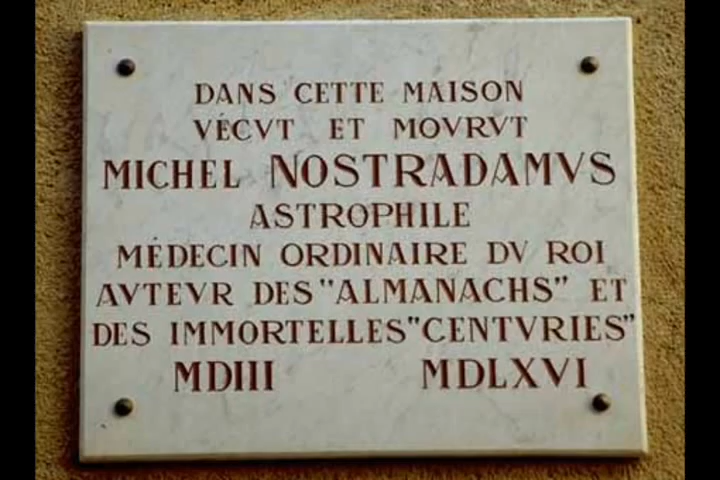 DANS CETTE MAISON
VÉCVT ET MOVRVT
MICHEL NOSTRADAMVS
ASTROPHILE
MÉDECIN ORDINAIRE DV ROI
AVTEVR DES "ALMANACHS" ET
DES IMMORTELLES "CENTVRIES"
MDIII MDLXVI